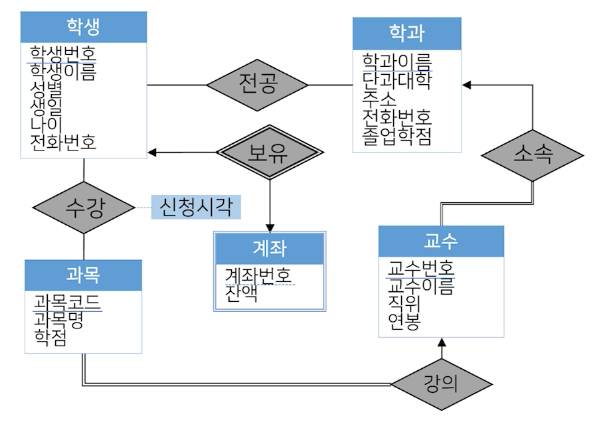 학생
학생번호
학생이름
성별
생일
나이
전화번호
전공
학과
학과이름
단과대학
주소
전화번호
졸업학점
보유
소속
수강
신청시각
계좌
계좌번호
잔액
교수
교수번호
교수이름
직위
연봉
과목
과목코드
과목명
학점
강의